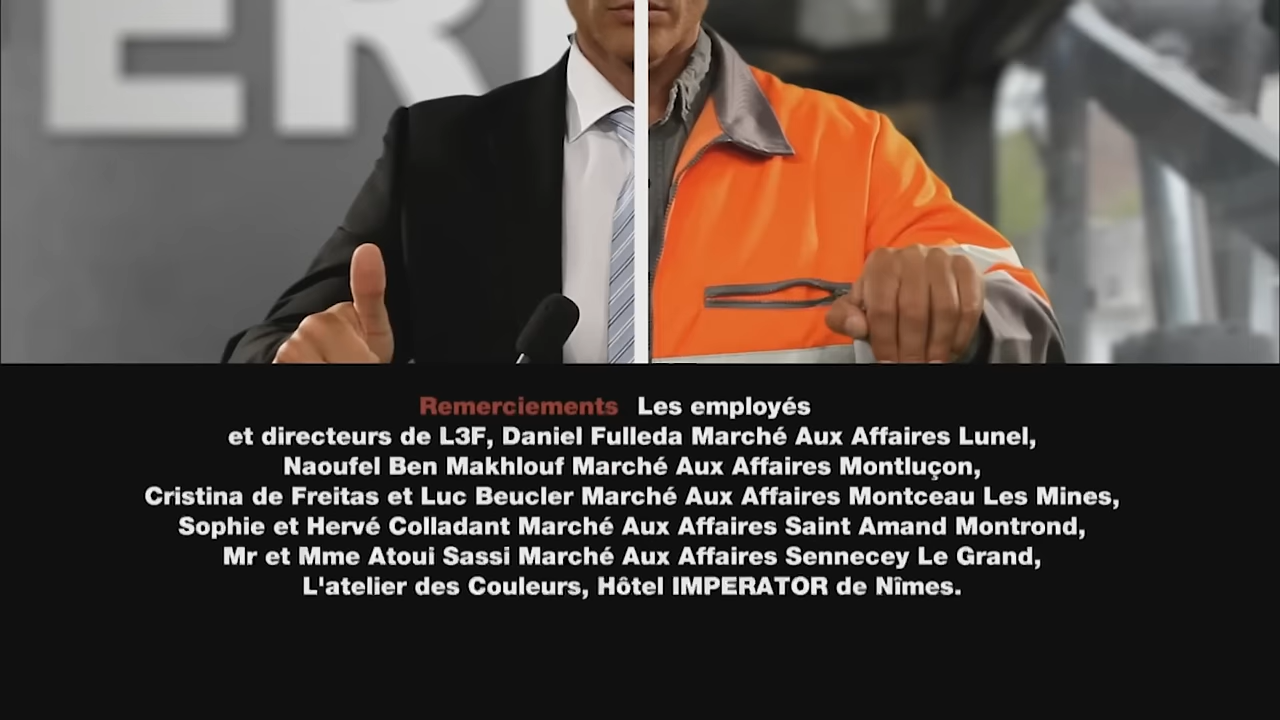 ER
Remerciements Les employés
et directeurs de L3F, Daniel Fulleda Marché Aux Affaires Lunel,
Naoufel Ben Makhlouf Marché Aux Affaires Montluçon,
Cristina de Freitas et Luc Beucler Marché Aux Affaires Montceau Les Mines,
Sophie et Hervé Colladant Marché Aux Affaires Saint Amand Montrond,
Mr et Mme Atoui Sassi Marché Aux Affaires Sennecey Le Grand,
L'atelier des Couleurs, Hôtel IMPERATOR de Nîmes.